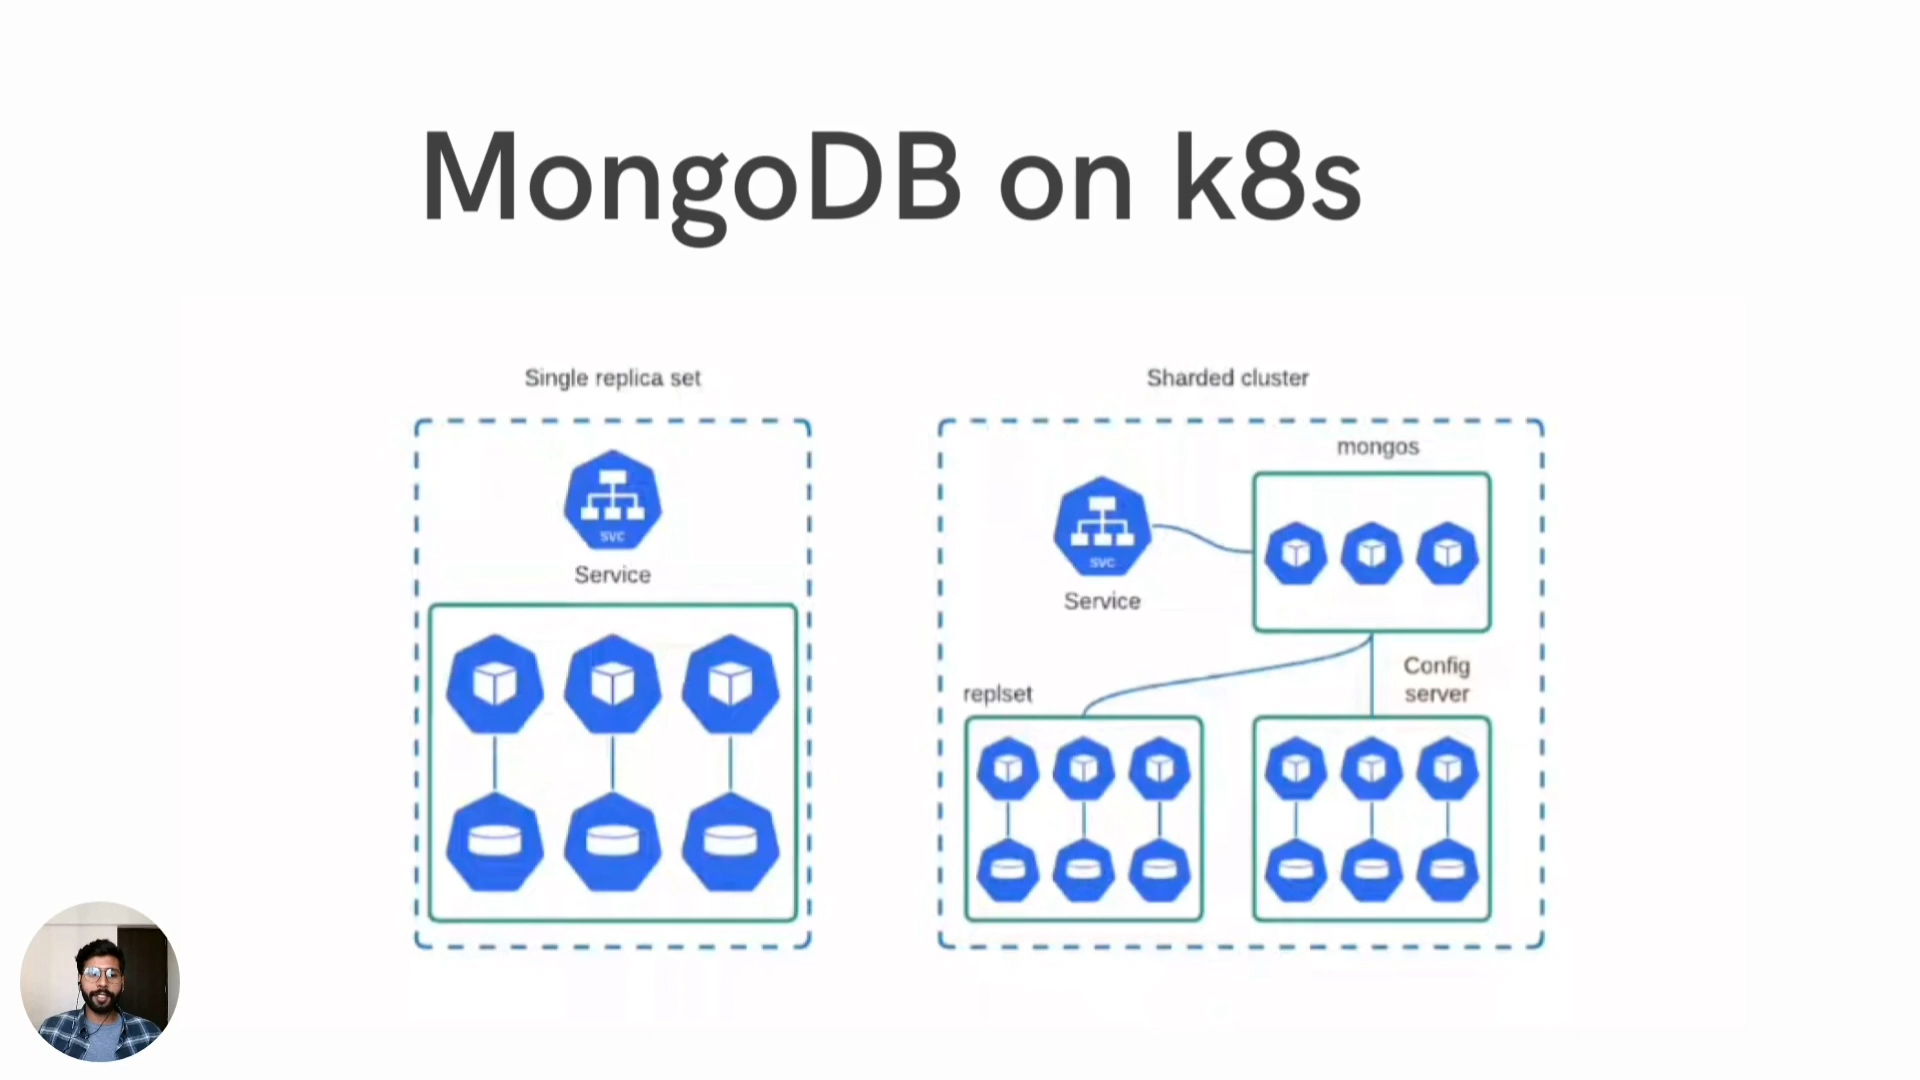 MongoDB on k8s
Single replica set
Sharded cluster
svc
Service
mongos
svc
Service
replset
Config
server